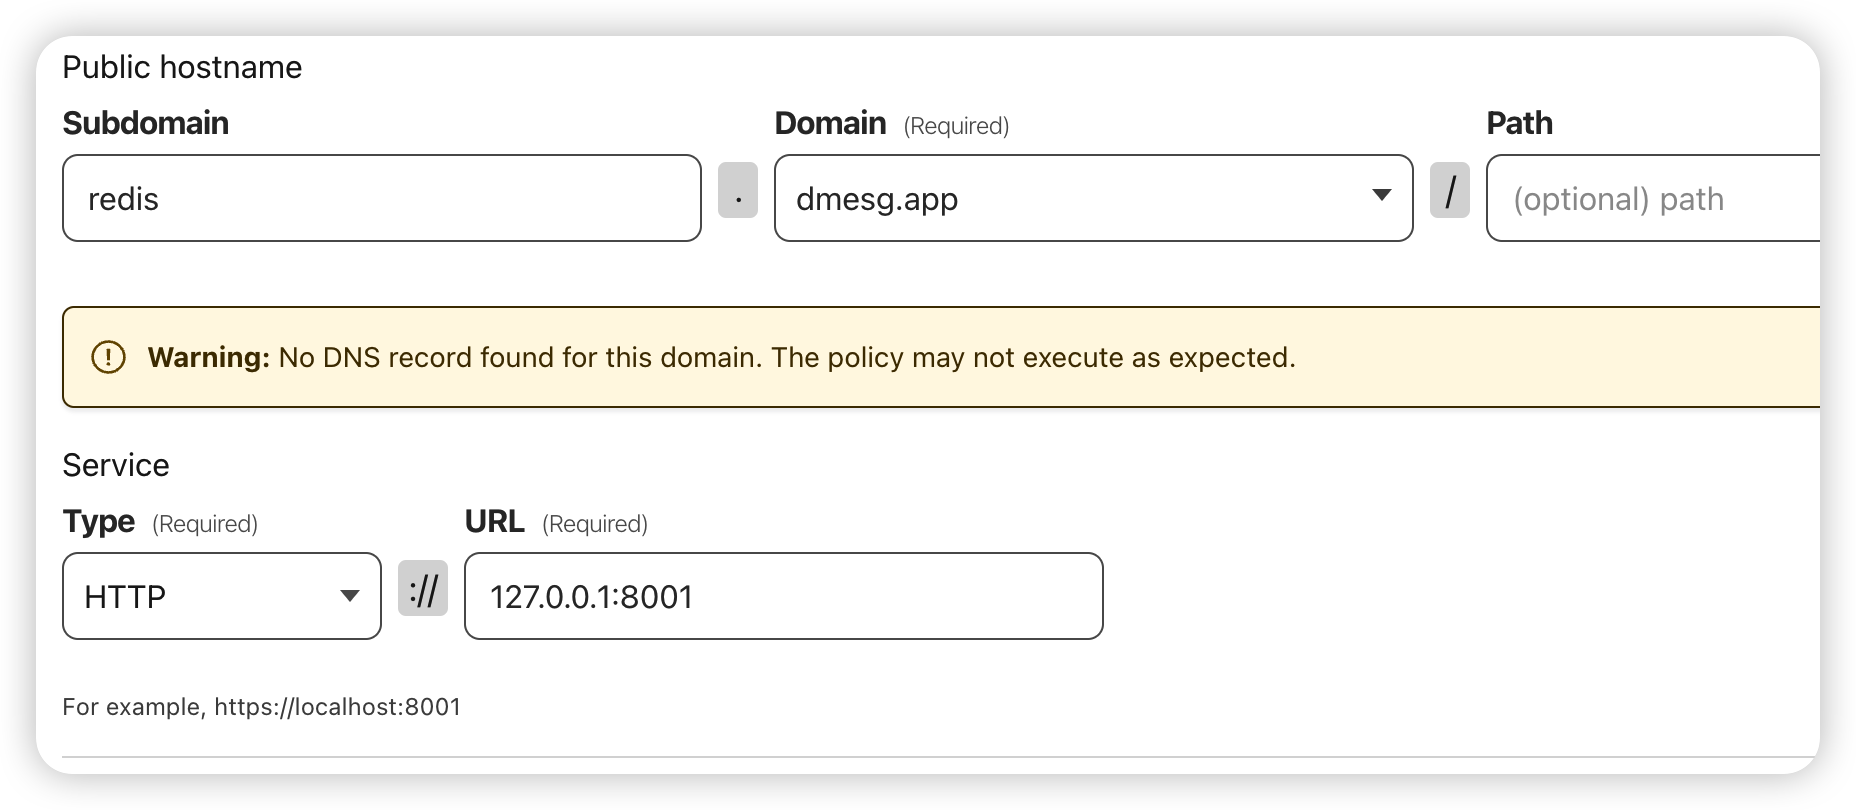 Public hostname
Subdomain Domain (Required) Path
redis . dmesg.app / (optional) path
Warning: No DNS record found for this domain. The policy may not execute as expected.
Service
Type (Required) URL (Required)
HTTP :// 127.0.0.1:8001
For example, https://localhost:8001